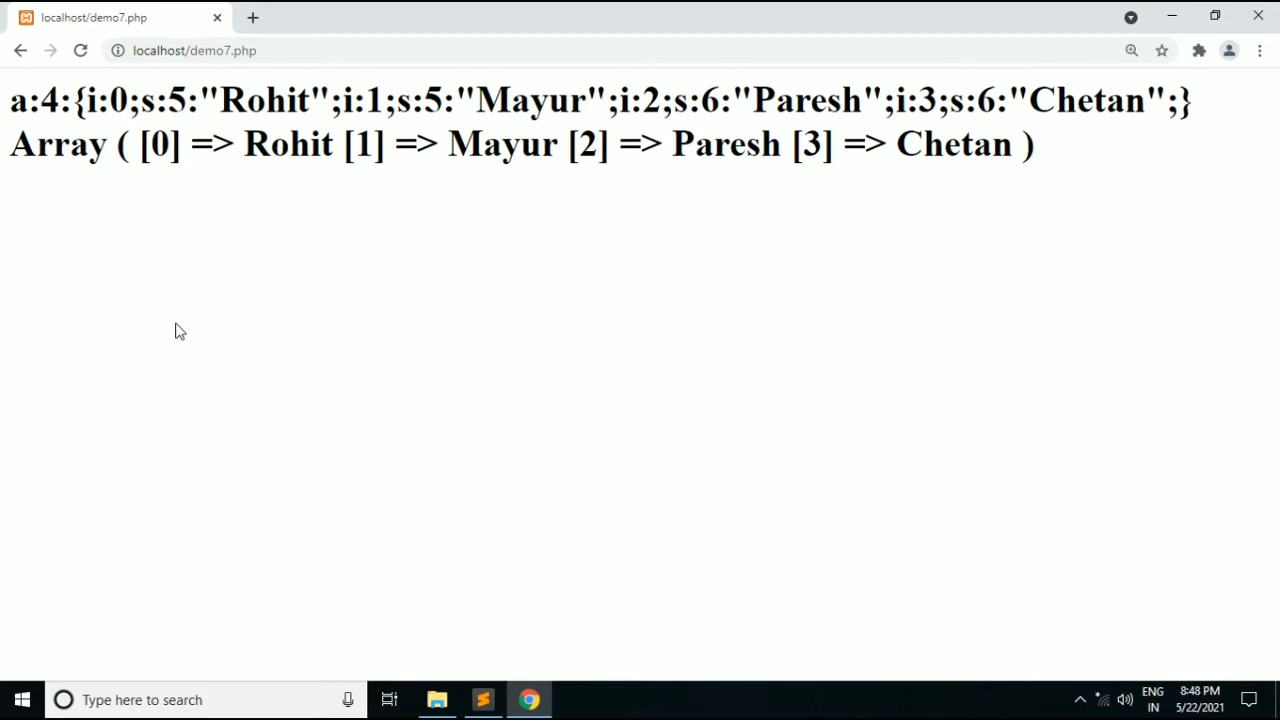 localhost/demo7.php
localhost/demo7.php
a:4:{i:0;s:5:"Rohit";i:1;s:5:"Mayur";i:2;s:6:"Paresh";i:3;s:6:"Chetan";}
Array ( [0] => Rohit [1] => Mayur [2] => Paresh [3] => Chetan )
Type here to search
ENG
IN
8:48 PM
5/22/2021